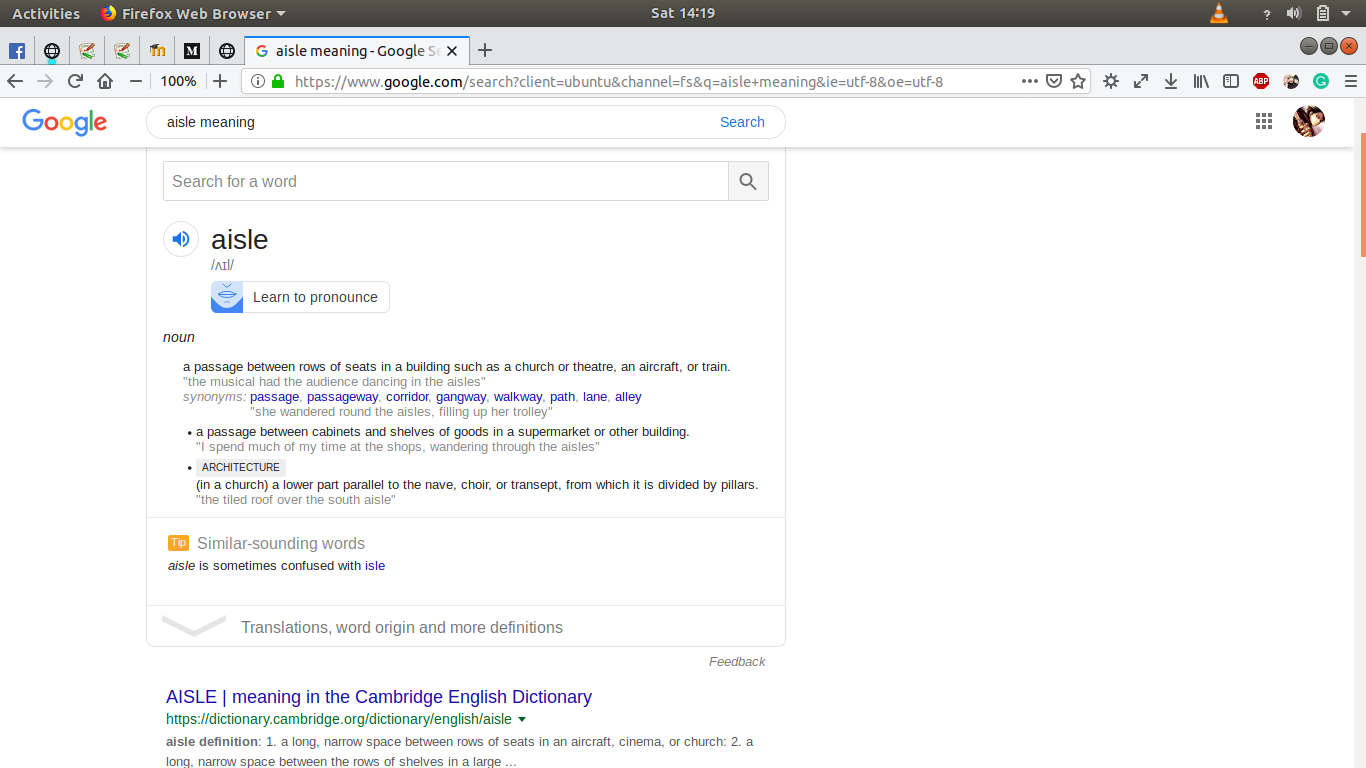 Activities Firefox Web Browser Sat 14:19 ?
aisle meaning - Google Se
100% https://www.google.com/search?client=ubuntu&channel=fs&q=aisle+meaning&ie=utf-8&oe=utf-8 ABP
Google aisle meaning Search
Search for a word
aisle
/ʌɪl/
Learn to pronounce
noun
a passage between rows of seats in a building such as a church or theatre, an aircraft, or train.
"the musical had the audience dancing in the aisles"
synonyms: passage, passageway, corridor, gangway, walkway, path, lane, alley
"she wandered round the aisles, filling up her trolley"
• a passage between cabinets and shelves of goods in a supermarket or other building.
"I spend much of my time at the shops, wandering through the aisles"
• ARCHITECTURE
(in a church) a lower part parallel to the nave, choir, or transept, from which it is divided by pillars.
"the tiled roof over the south aisle"
Tip Similar-sounding words
aisle is sometimes confused with isle
Translations, word origin and more definitions
Feedback
AISLE | meaning in the Cambridge English Dictionary
https://dictionary.cambridge.org/dictionary/english/aisle
aisle definition: 1. a long, narrow space between rows of seats in an aircraft, cinema, or church: 2. a
long, narrow space between the rows of shelves in a large ...